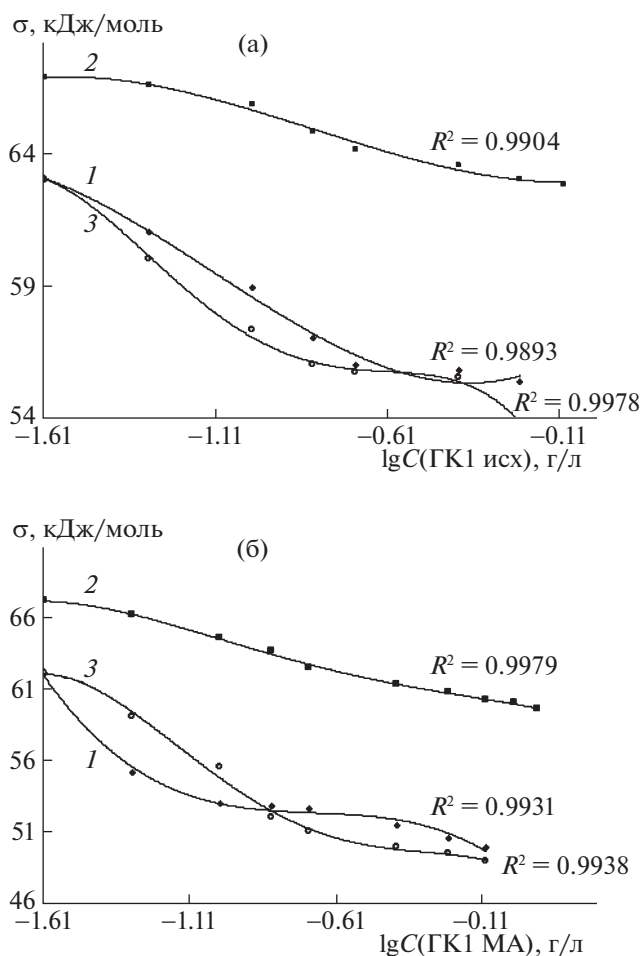 σ, кДж/моль
(а)
2
R² = 0.9904
64
1
3
59
R² = 0.9893
54
R² = 0.9978
−1.61 −1.11 −0.61 −0.11
lgC(ГК1 исх), г/л
σ, кДж/моль
(б)
2
66
R² = 0.9979
3
61
1
56
R² = 0.9931
51
R² = 0.9938
46
−1.61 −1.11 −0.61 −0.11
lgC(ГК1 МА), г/л